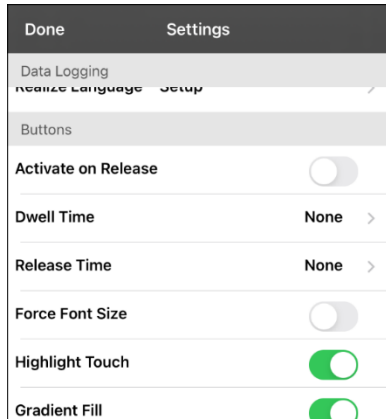 Done Settings
Data Logging
Realize Language Setup
Buttons
Activate on Release
Dwell Time None
Release Time None
Force Font Size
Highlight Touch
Gradient Fill